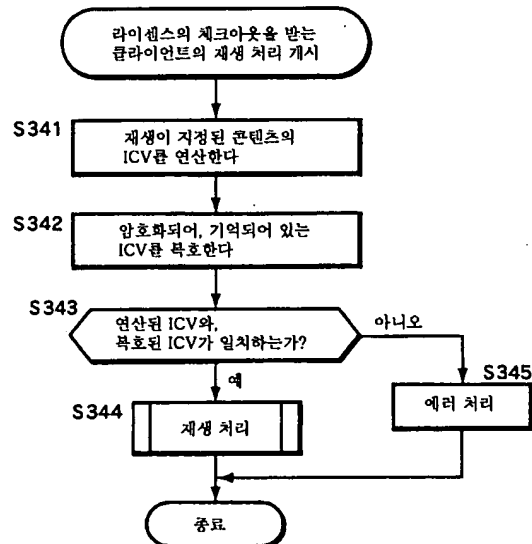 라이센스의 체크아웃을 받는
클라이언트의 재생 처리 개시
S341
재생이 지정된 콘텐츠의
ICV를 연산한다
S342
암호화되어, 기억되어 있는
ICV를 복호한다
S343
연산된 ICV와,
복호된 ICV가 일치하는가?
아니오
예
S345
에러 처리
S344
재생 처리
종료